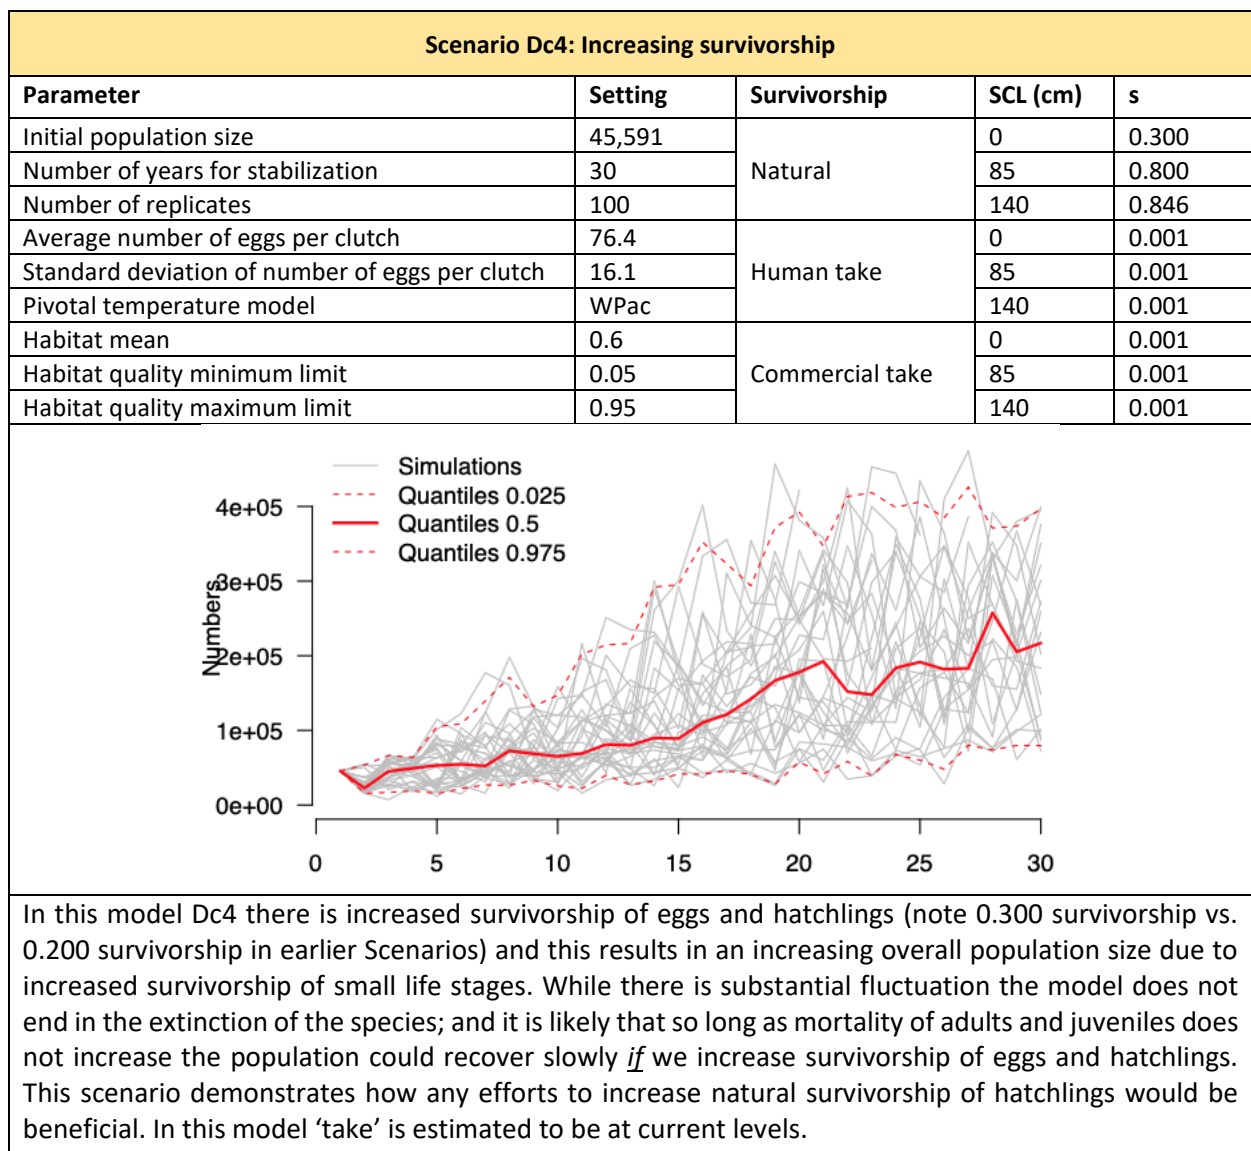 Scenario Dc4: Increasing survivorship
Parameter Setting Survivorship SCL (cm) s
Initial population size 45,591 Natural 0 0.300
Number of years for stabilization 30 85 0.800
Number of replicates 100 140 0.846
Average number of eggs per clutch 76.4 Human take 0 0.001
Standard deviation of number of eggs per clutch 16.1 85 0.001
Pivotal temperature model WPac 140 0.001
Habitat mean 0.6 Commercial take 0 0.001
Habitat quality minimum limit 0.05 85 0.001
Habitat quality maximum limit 0.95 140 0.001
Simulations
Quantiles 0.025
Quantiles 0.5
Quantiles 0.975
Numbers
4e+05
3e+05
2e+05
1e+05
0e+00
0 5 10 15 20 25 30
In this model Dc4 there is increased survivorship of eggs and hatchlings (note 0.300 survivorship vs.
0.200 survivorship in earlier Scenarios) and this results in an increasing overall population size due to
increased survivorship of small life stages. While there is substantial fluctuation the model does not
end in the extinction of the species; and it is likely that so long as mortality of adults and juveniles does
not increase the population could recover slowly if we increase survivorship of eggs and hatchlings.
This scenario demonstrates how any efforts to increase natural survivorship of hatchlings would be
beneficial. In this model ‘take’ is estimated to be at current levels.